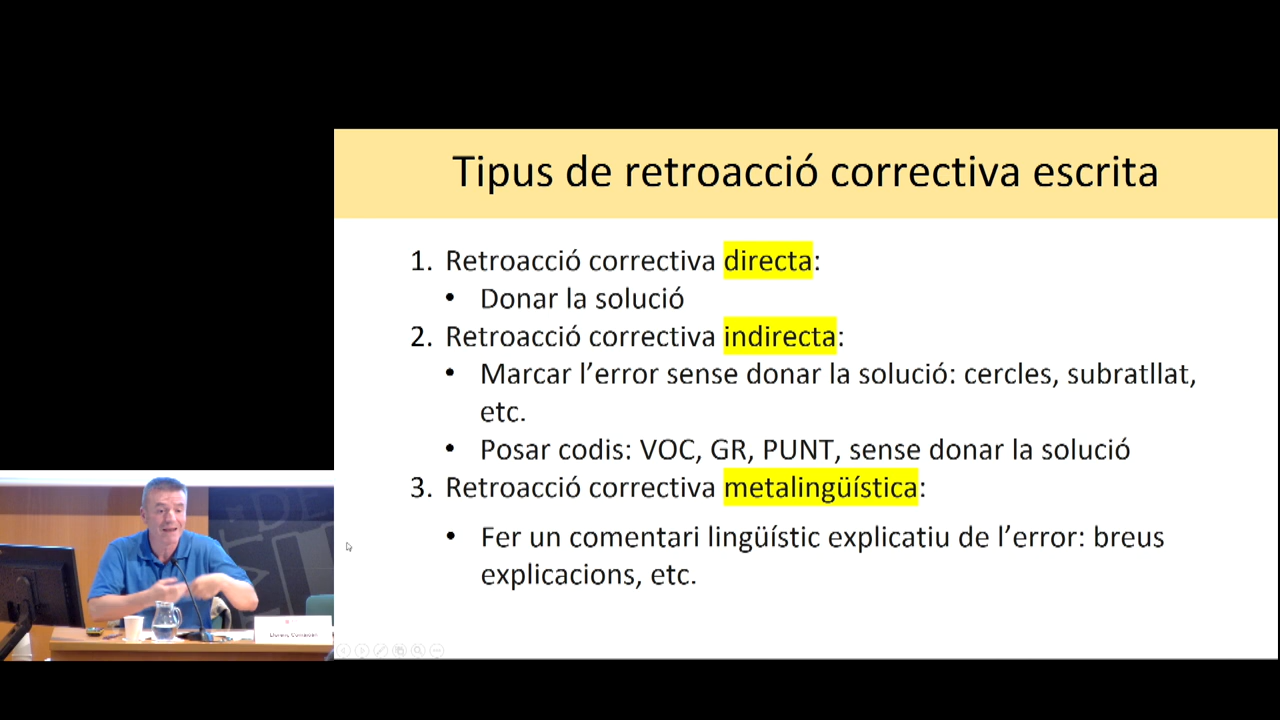 Tipus de retroacció correctiva escrita
1. Retroacció correctiva directa:
• Donar la solució
2. Retroacció correctiva indirecta:
• Marcar l’error sense donar la solució: cercles, subratllat,
etc.
• Posar codis: VOC, GR, PUNT, sense donar la solució
3. Retroacció correctiva metalingüística:
• Fer un comentari lingüístic explicatiu de l’error: breus
explicacions, etc.
DE